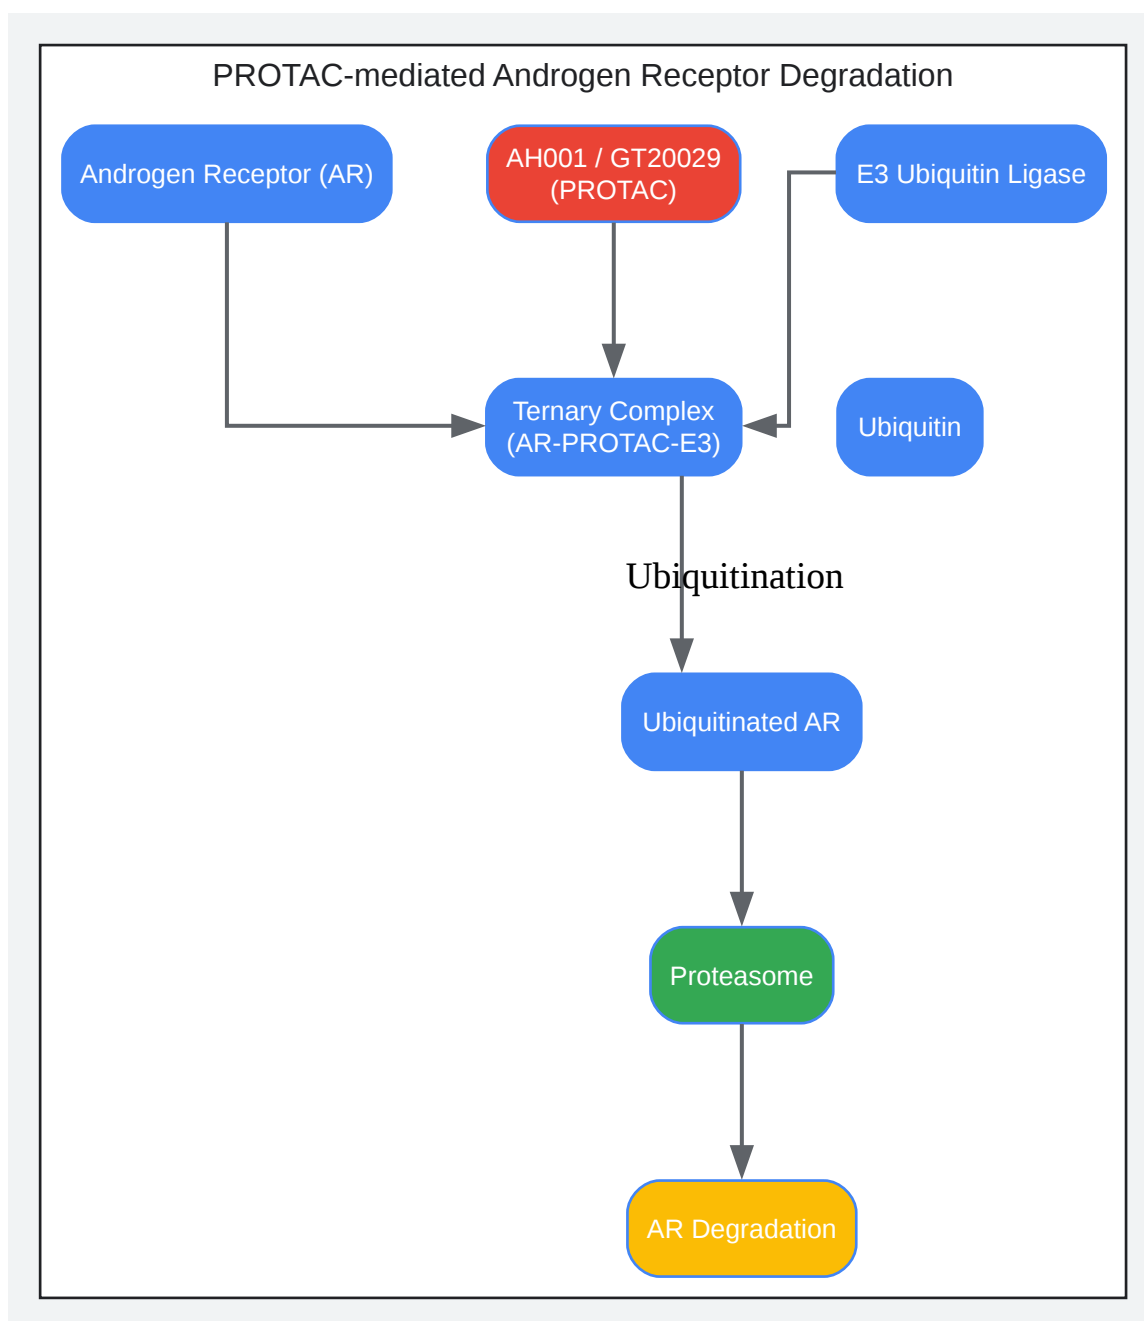 PROTAC-mediated Androgen Receptor Degradation
Androgen Receptor (AR)
AH001 / GT20029
(PROTAC)
E3 Ubiquitin Ligase
Ternary Complex
(AR-PROTAC-E3)
Ubiquitin
Ubiquitination
Ubiquitinated AR
Proteasome
AR Degradation